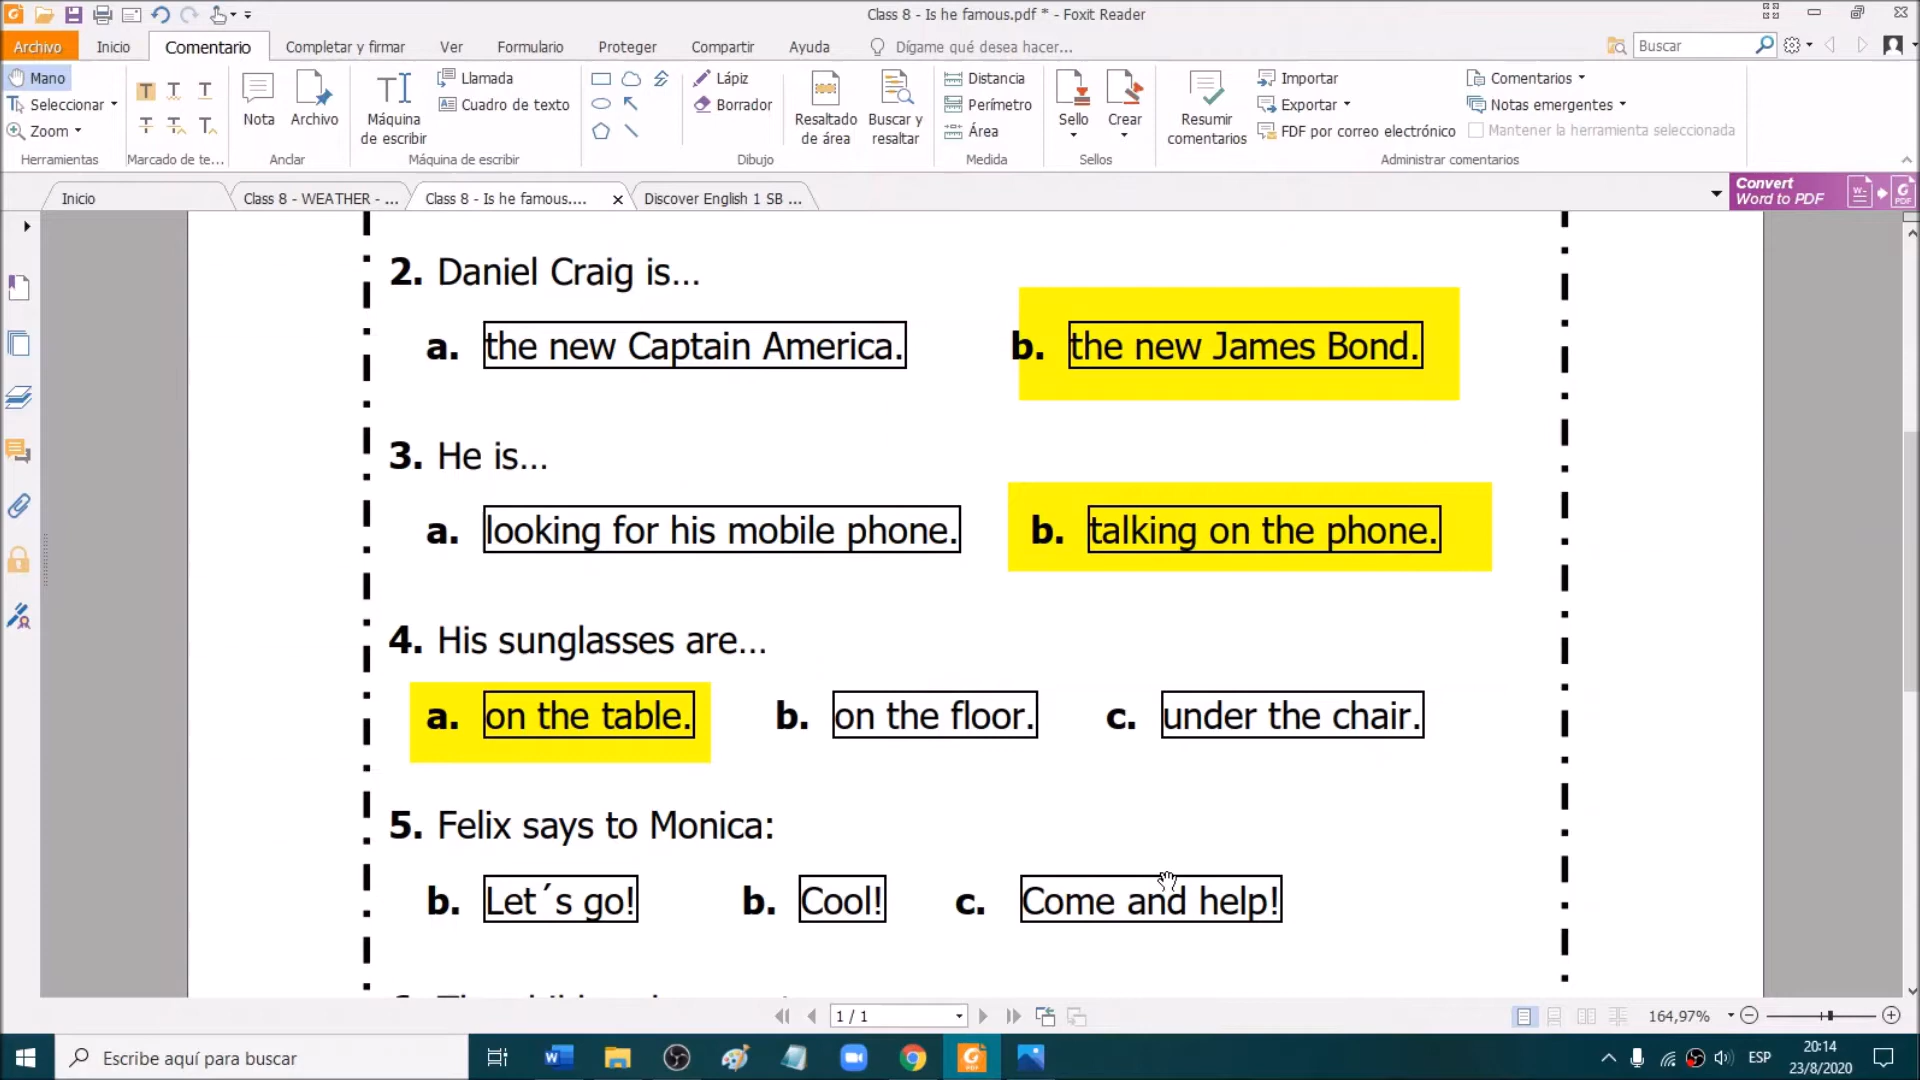 Class 8 - Is he famous.pdf * - Foxit Reader
Archivo Inicio Comentario Completar y firmar Ver Formulario Proteger Compartir Ayuda Dígame qué desea hacer... Buscar
Mano
Seleccionar
Zoom
Herramientas
Marcado de te...
Nota
Archivo
Anclar
Máquina de escribir
Llamada
Cuadro de texto
Máquina de escribir
Lápiz
Borrador
Dibujo
Resaltado de área
Buscar y resaltar
Distancia
Perímetro
Área
Medida
Sello
Crear
Sellos
Resumir comentarios
Importar
Exportar
FDF por correo electrónico
Comentarios
Notas emergentes
Mantener la herramienta seleccionada
Administrar comentarios
Inicio
Class 8 - WEATHER - ...
Class 8 - Is he famous....
Discover English 1 SB ...
Convert
Word to PDF
2. Daniel Craig is...
a. the new Captain America. b. the new James Bond.
3. He is...
a. looking for his mobile phone. b. talking on the phone.
4. His sunglasses are...
a. on the table. b. on the floor. c. under the chair.
5. Felix says to Monica:
b. Let´s go! b. Cool! c. Come and help!
1 / 1
164,97%
Escribe aquí para buscar
ESP
20:14
23/8/2020